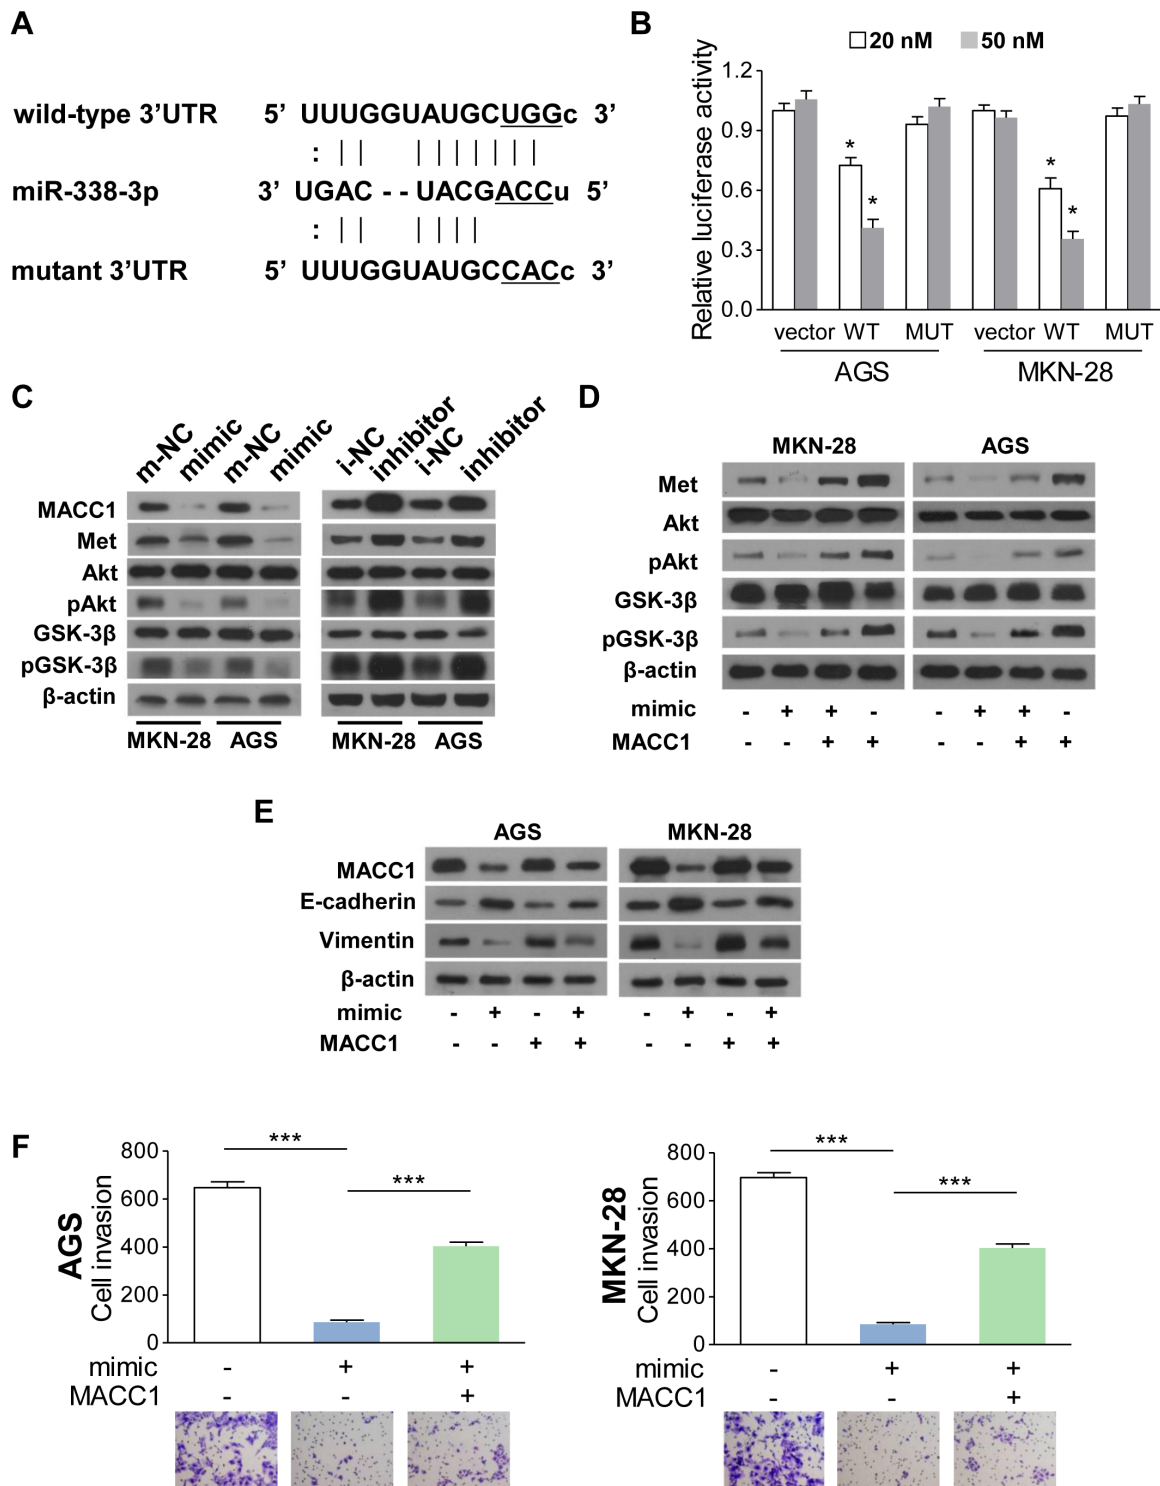 A
wild-type 3’UTR 5’ UUUGGUAUGCUGGc 3’
: | | | | | | | | |
miR-338-3p 3’ UGAC - - UACGACCu 5’
: | | | | | |
mutant 3’UTR 5’ UUUGGUAUGCCACc 3’
B
20 nM 50 nM
Relative luciferase activity
1.2
0.9
0.6
0.3
0.0
* * * *
vector WT MUT vector WT MUT
AGS MKN-28
C
m-NC mimic m-NC mimic i-NC inhibitor i-NC inhibitor
MACC1
Met
Akt
pAkt
GSK-3β
pGSK-3β
β-actin
MKN-28 AGS MKN-28 AGS
D
MKN-28 AGS
Met
Akt
pAkt
GSK-3β
pGSK-3β
β-actin
mimic - + + - - + + -
MACC1 - - + + - - + +
E
AGS MKN-28
MACC1
E-cadherin
Vimentin
β-actin
mimic - + - + - + - +
MACC1 - - + + - - + +
F
AGS
Cell invasion
800
600
400
200
0
*** ***
mimic - + +
MACC1 - - +
MKN-28
Cell invasion
800
600
400
200
0
*** ***
mimic - + +
MACC1 - - +